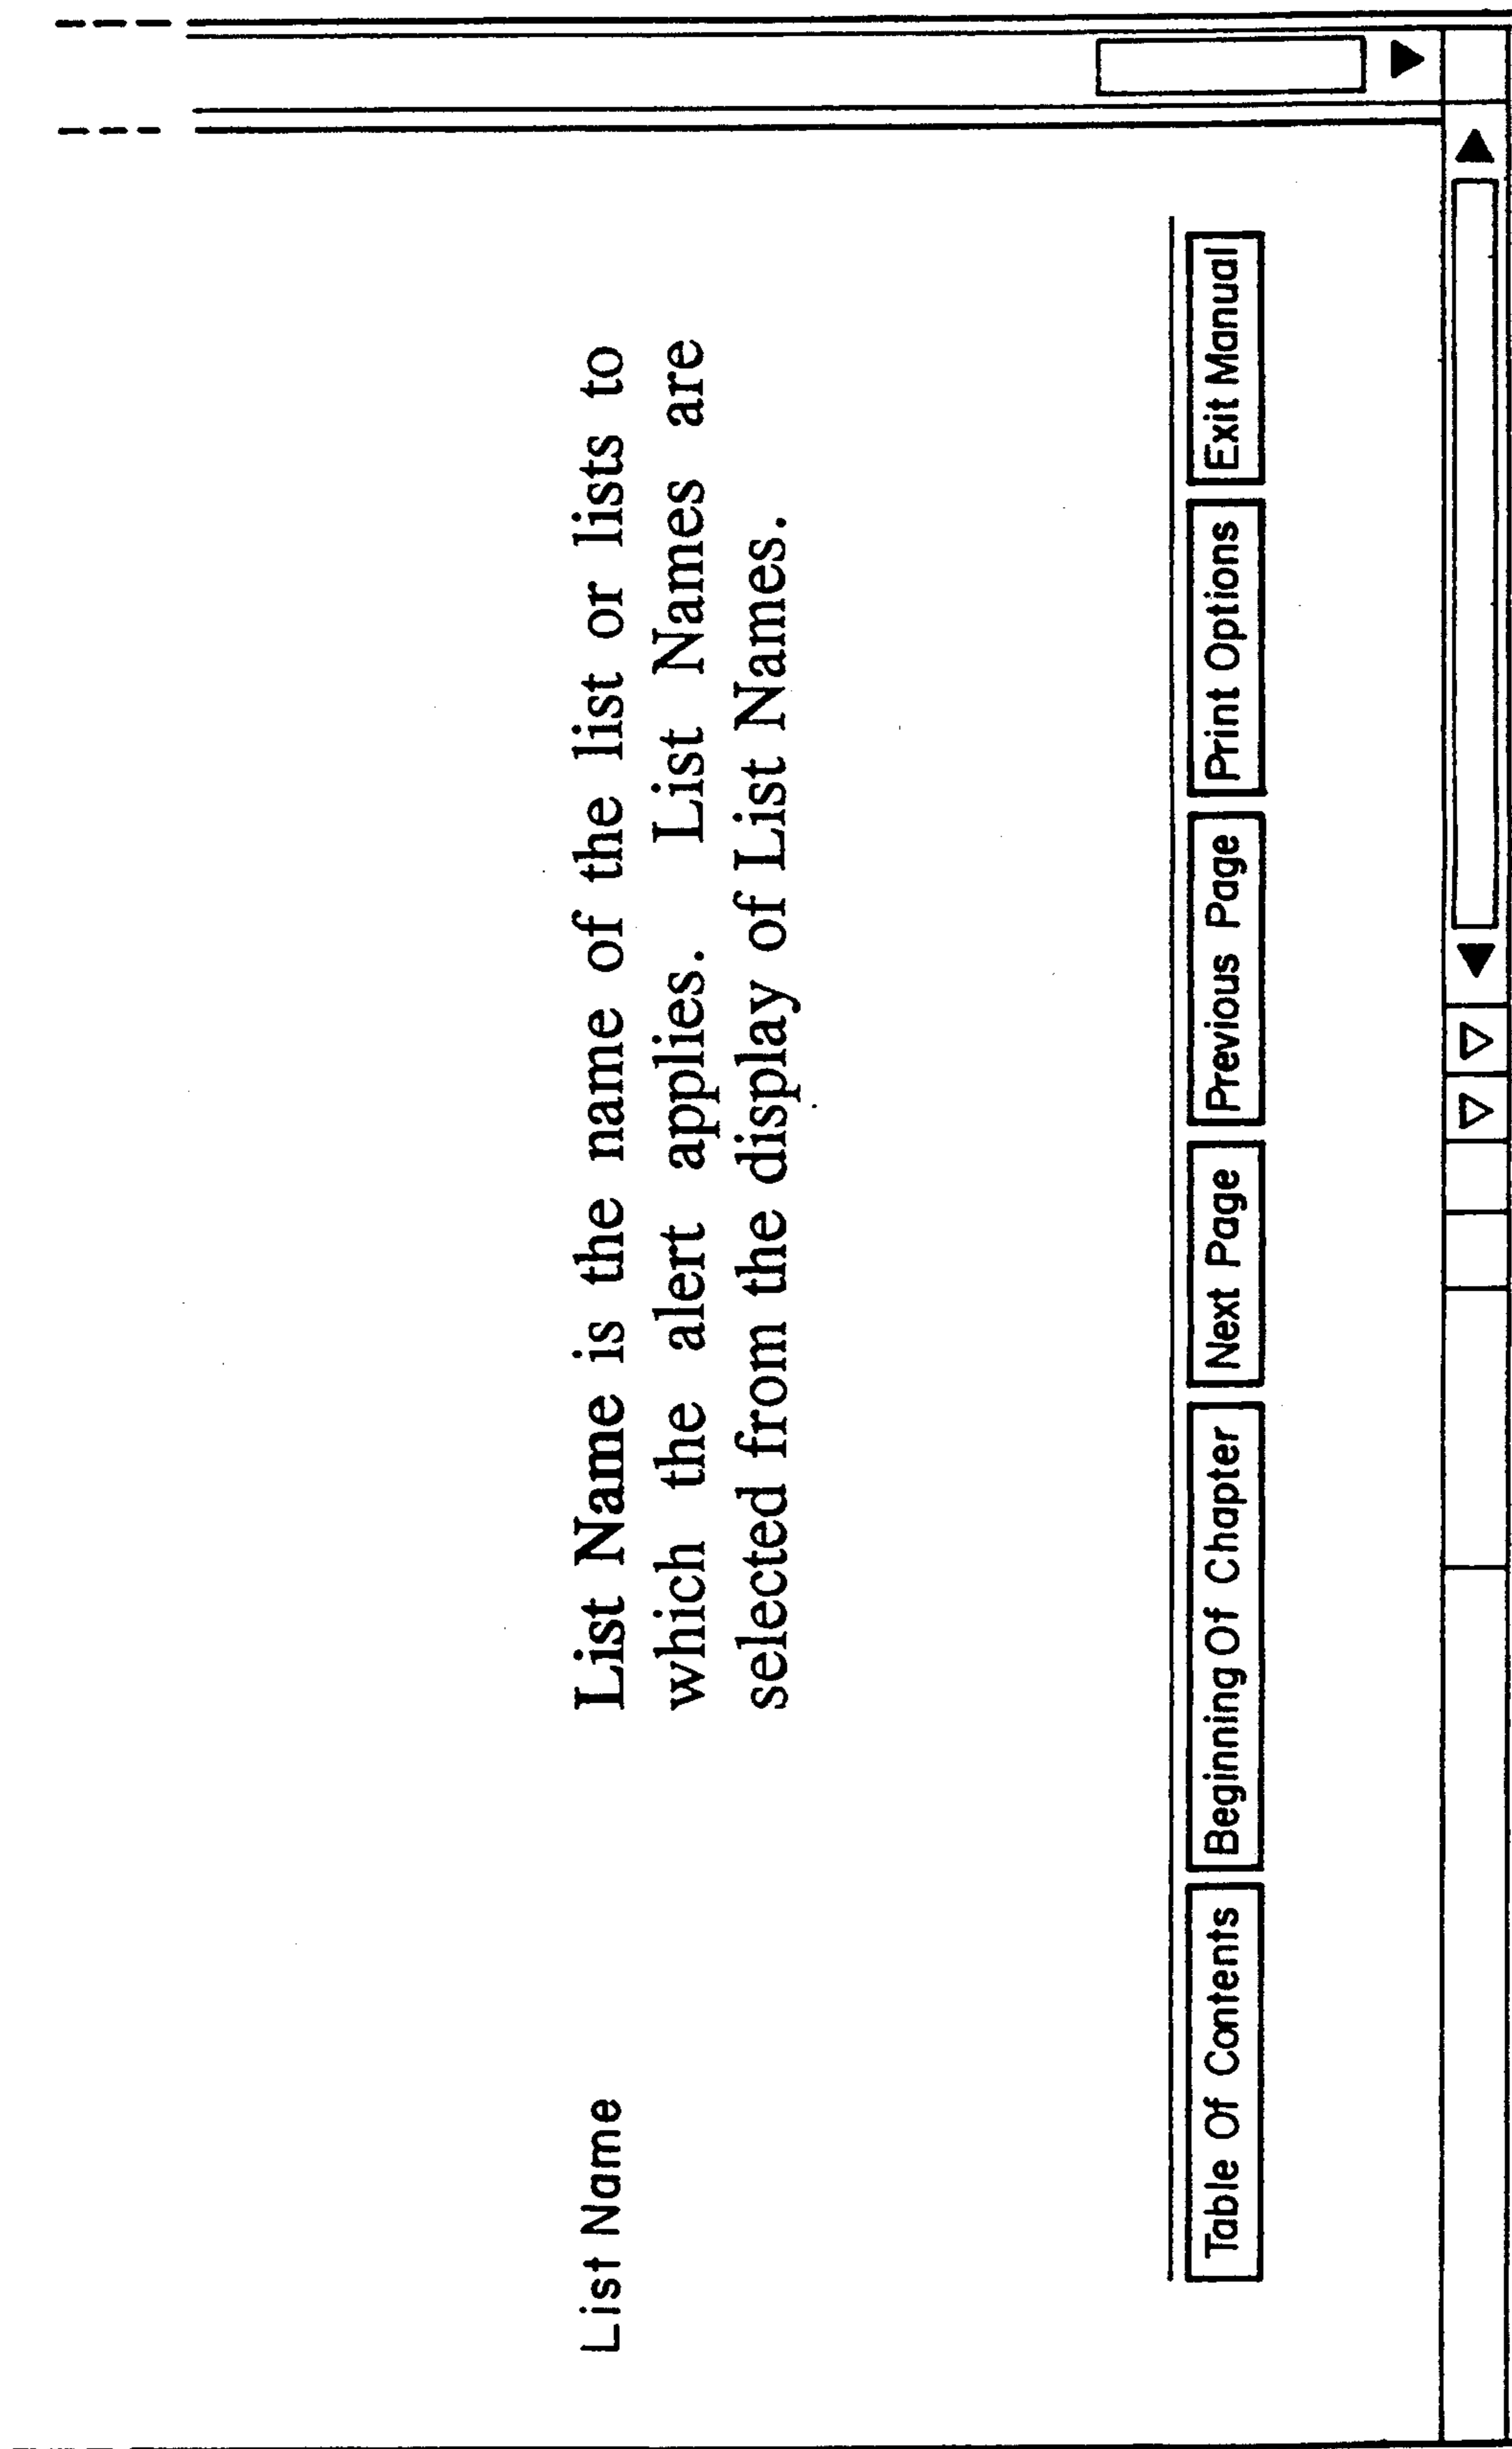 List Name
List Name is the name of the list or lists to
which the alert applies. List Names are
selected from the display of List Names.
Table Of Contents Beginning Of Chapter Next Page Previous Page Print Options Exit Manual